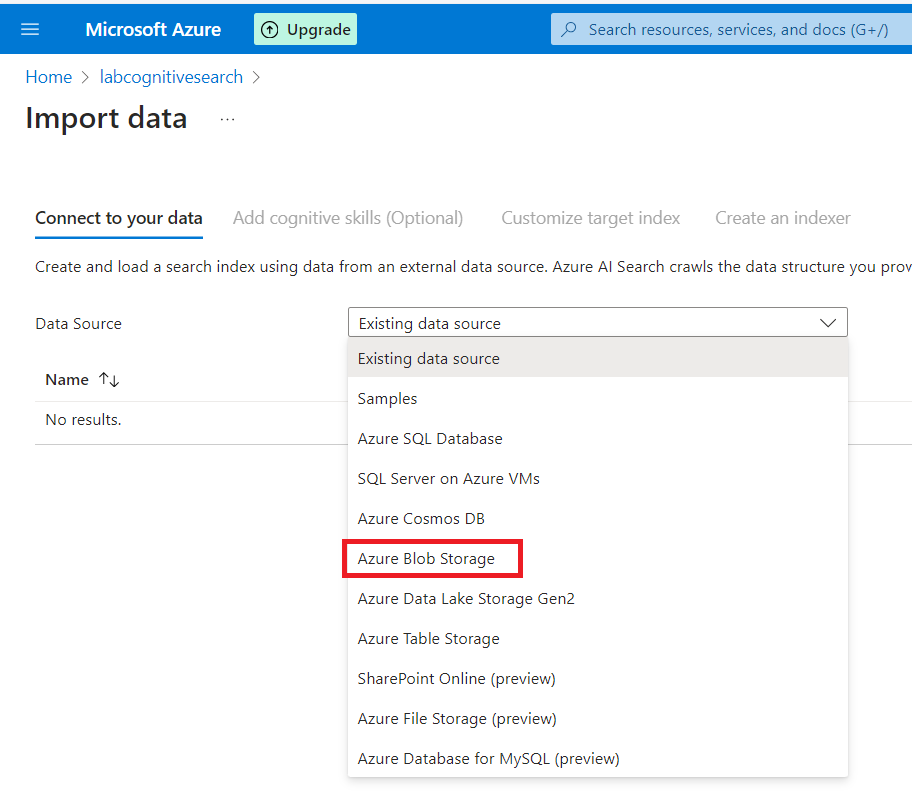 Microsoft Azure Upgrade Search resources, services, and docs (G+/)
Home > labcognitivesearch >
Import data ...
Connect to your data Add cognitive skills (Optional) Customize target index Create an indexer
Create and load a search index using data from an external data source. Azure AI Search crawls the data structure you
Data Source Existing data source
Existing data source
Name ↑↓
Samples
No results.
Azure SQL Database
SQL Server on Azure VMs
Azure Cosmos DB
Azure Blob Storage
Azure Data Lake Storage Gen2
Azure Table Storage
SharePoint Online (preview)
Azure File Storage (preview)
Azure Database for MySQL (preview)